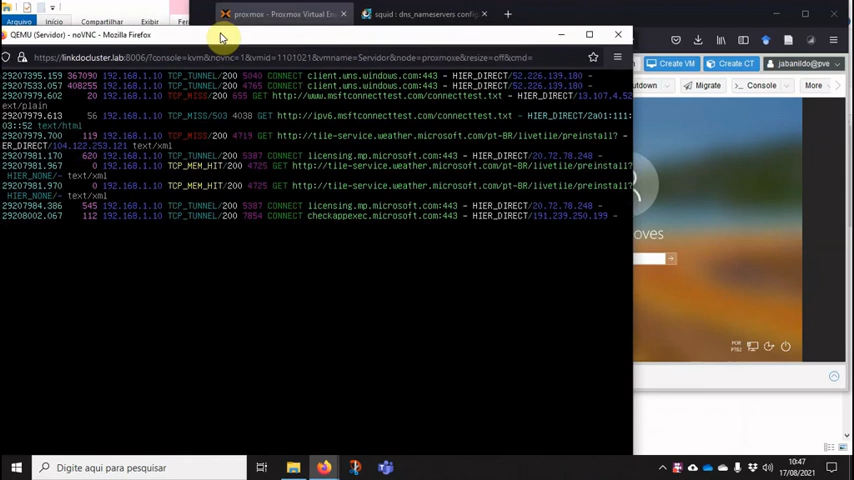 proxmox - Proxmox Virtual En
squid : dns_nameservers config
Arquivo
Início
Compartilhar
Exibir
QEMU (Servidor) - noVNC - Mozilla Firefox
https://linkdocluster.lab:8006/?console=kvm&novnc=1&vmid=1101021&vmname=Servidor&node=proxmoxe&resize=off&cmd=
Create VM
Create CT
jabanildo@pve
utdown
Migrate
Console
More
29207395.159 367090 192.168.1.10 TCP_TUNNEL/200 5040 CONNECT client.wns.windows.com:443 - HIER_DIRECT/52.226.139.180 -
29207533.057 408255 192.168.1.10 TCP_TUNNEL/200 4765 CONNECT client.wns.windows.com:443 - HIER_DIRECT/52.226.139.180 -
29207979.602 20 192.168.1.10 TCP_MISS/200 655 GET http://www.msftconnecttest.com/connecttest.txt - HIER_DIRECT/13.107.4.52
ext/plain
29207979.613 56 192.168.1.10 TCP_MISS/503 4038 GET http://ipv6.msftconnecttest.com/connecttest.txt - HIER_DIRECT/2a01:111
03::52 text/html
29207979.700 119 192.168.1.10 TCP_MISS/200 4719 GET http://tile-service.weather.microsoft.com/pt-BR/livetile/preinstall? -
ER_DIRECT/104.122.253.121 text/xml
29207981.170 620 192.168.1.10 TCP_TUNNEL/200 5387 CONNECT licensing.mp.microsoft.com:443 - HIER_DIRECT/20.72.78.248 -
29207981.967 0 192.168.1.10 TCP_MEM_HIT/200 4725 GET http://tile-service.weather.microsoft.com/pt-BR/livetile/preinstall?
HIER_NONE/- text/xml
29207981.970 0 192.168.1.10 TCP_MEM_HIT/200 4725 GET http://tile-service.weather.microsoft.com/pt-BR/livetile/preinstall?
HIER_NONE/- text/xml
29207984.386 545 192.168.1.10 TCP_TUNNEL/200 5387 CONNECT licensing.mp.microsoft.com:443 - HIER_DIRECT/20.72.78.248 -
29208002.067 112 192.168.1.10 TCP_TUNNEL/200 7854 CONNECT checkappexec.microsoft.com:443 - HIER_DIRECT/191.239.250.199 -
oves
POR
PTB2
Digite aqui para pesquisar
10:47
17/08/2021